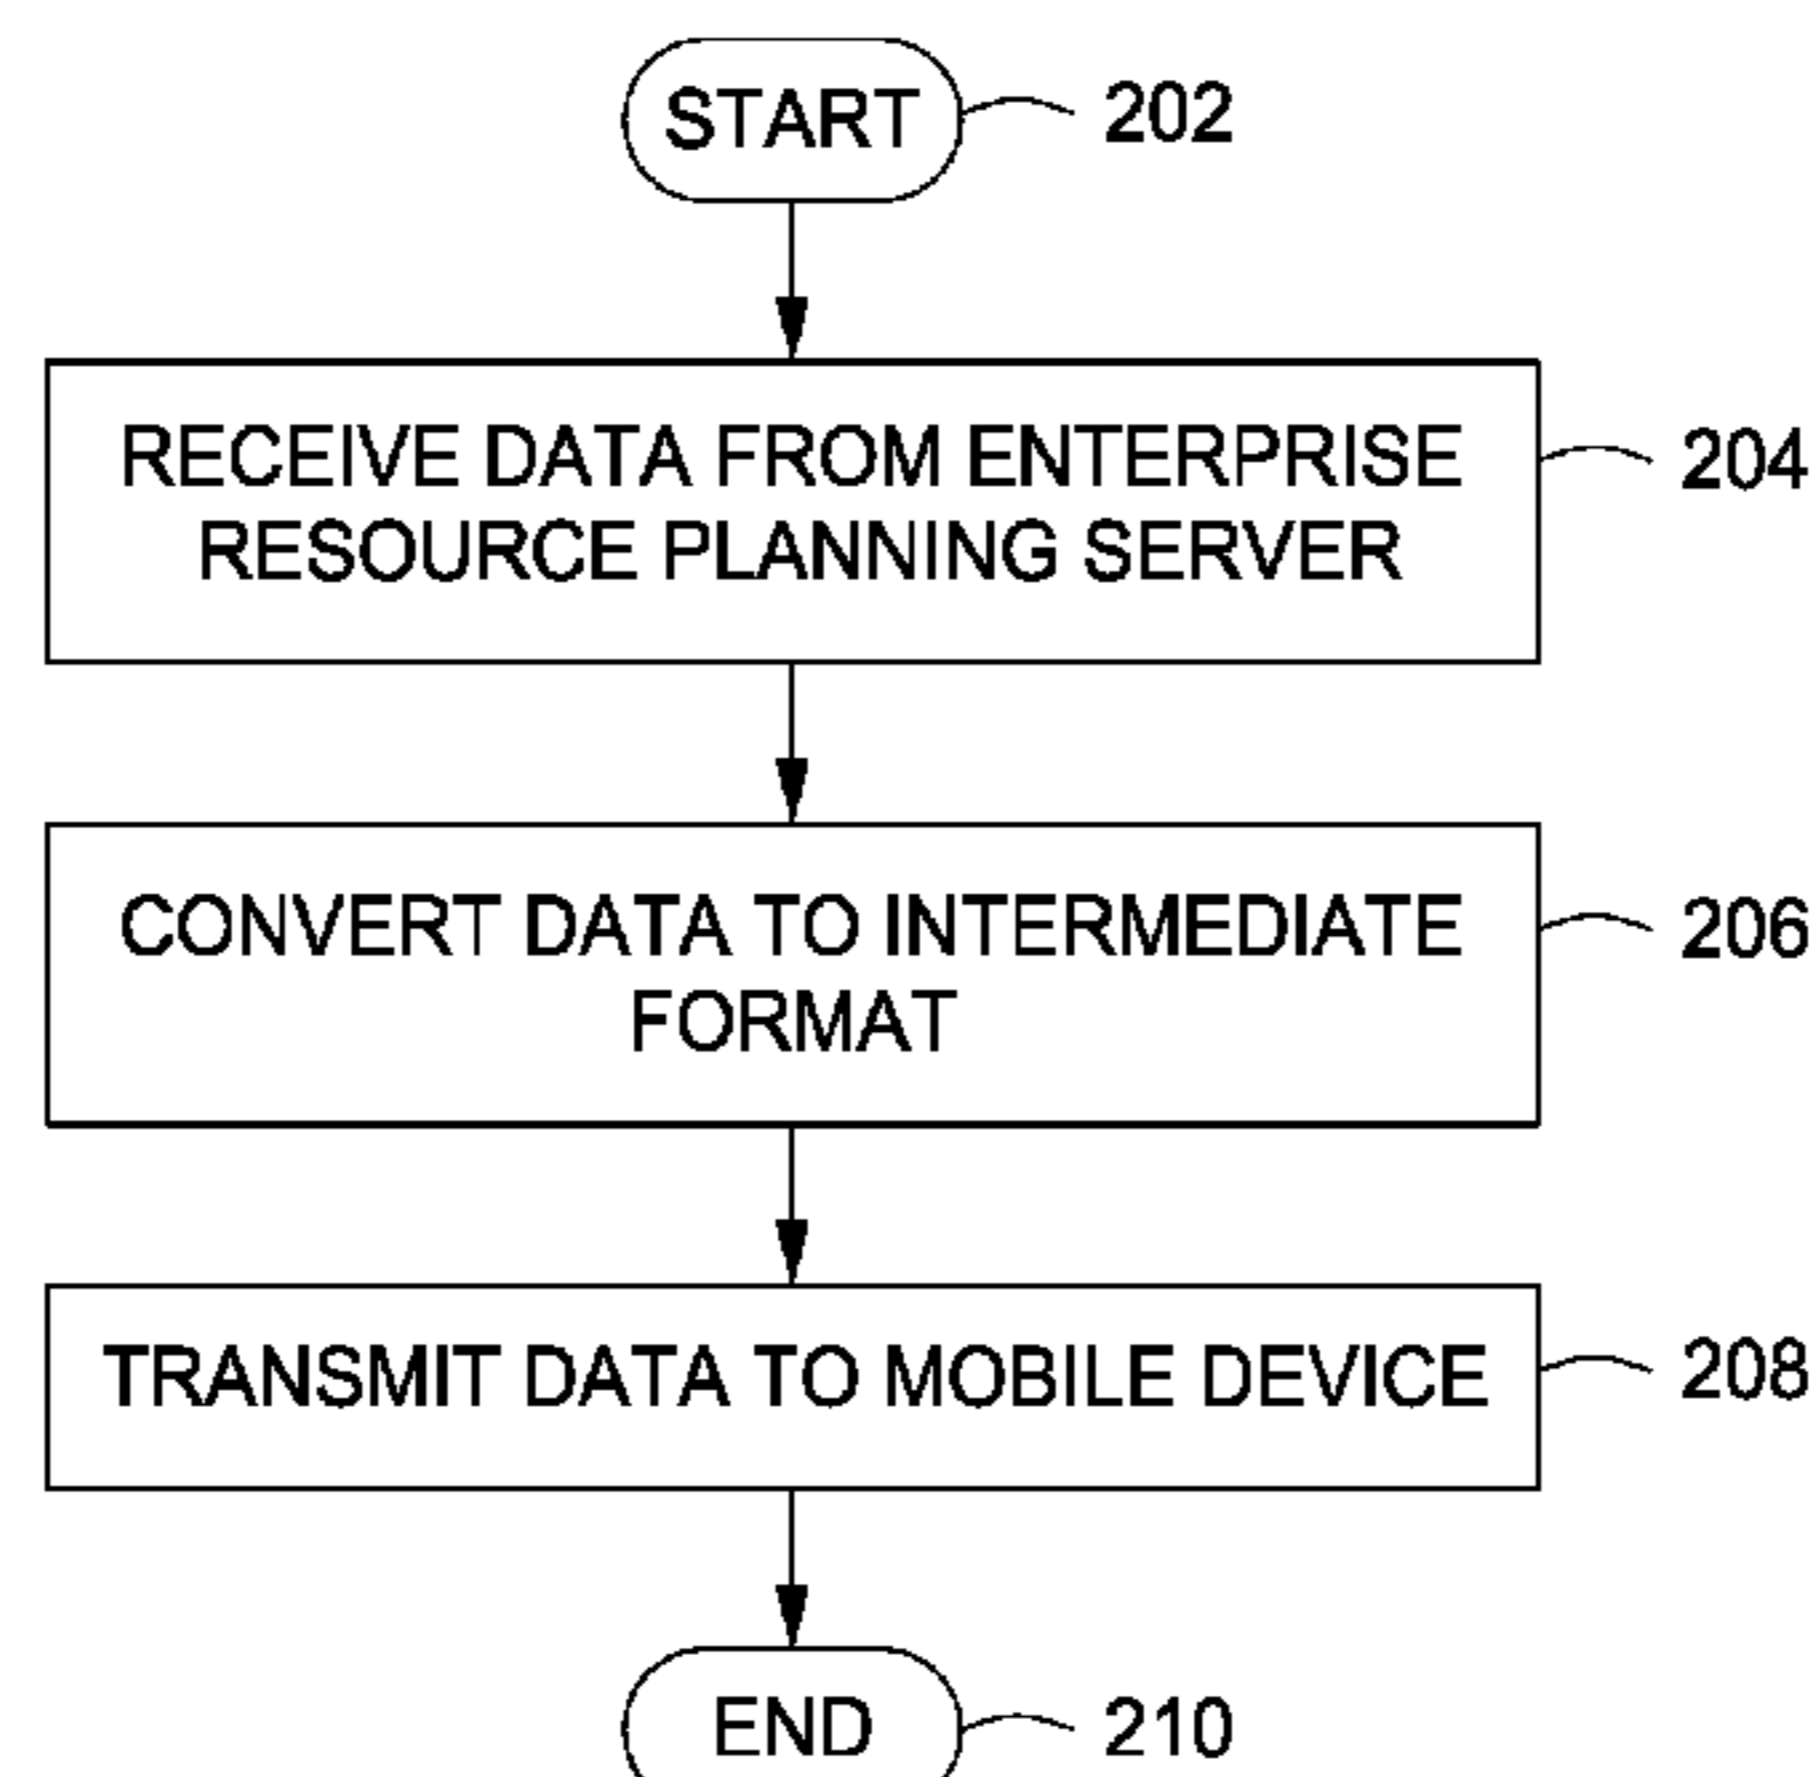 START 202
RECEIVE DATA FROM ENTERPRISE
RESOURCE PLANNING SERVER
204
CONVERT DATA TO INTERMEDIATE
FORMAT
206
TRANSMIT DATA TO MOBILE DEVICE 208
END 210